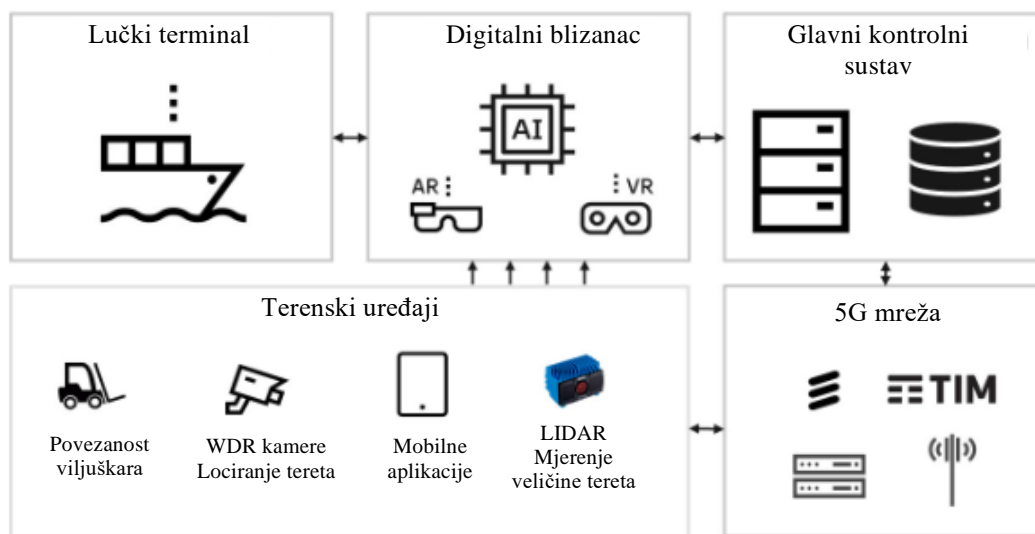 Lučki terminal
Digitalni blizanac
Glavni kontrolni
sustav
AI
AR
VR
Terenski uređaji
5G mreža
TIM
Povezanost
viljuškara
WDR kamere
Lociranje tereta
Mobilne
aplikacije
LIDAR
Mjerenje
veličine tereta